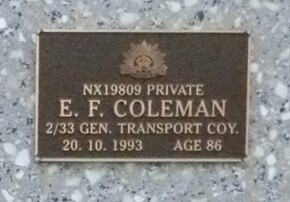 NX19809 PRIVATE
E. F. COLEMAN
2/33 GEN. TRANSPORT COY.
20. 10. 1993 AGE 86